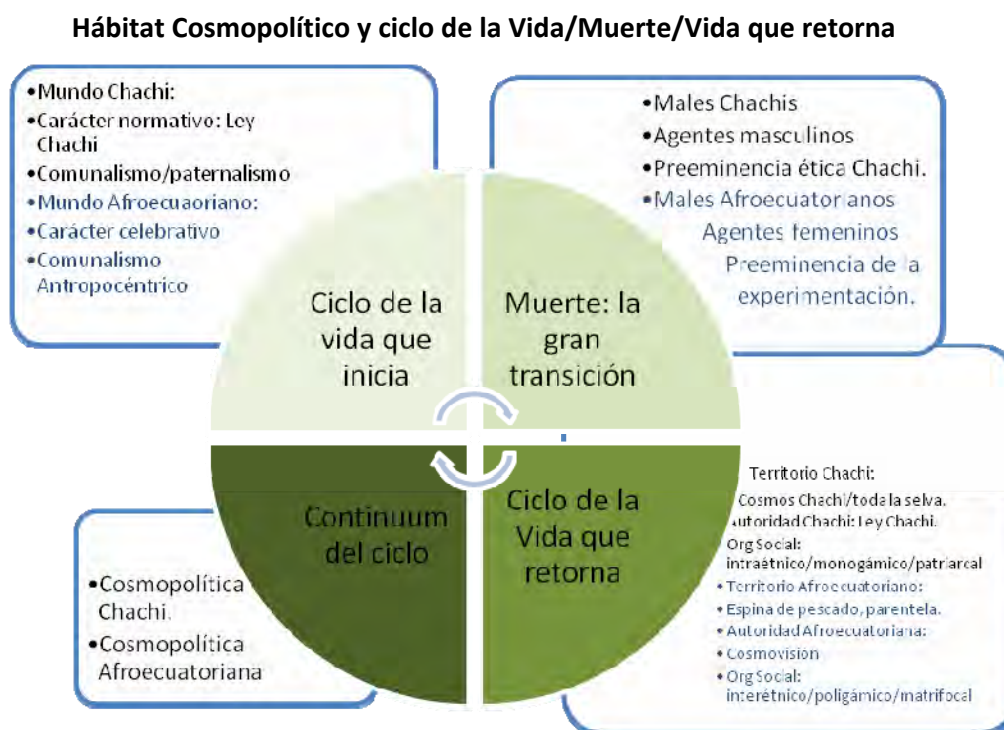 Hábitat Cosmopolítico y ciclo de la Vida/Muerte/Vida que retorna
•Mundo Chachi:
•Carácter normativo: Ley
Chachi
•Comunalismo/paternalismo
•Mundo Afroecuaoriano:
•Carácter celebrativo
•Comunalismo
Antropocéntrico
•Males Chachis
•Agentes masculinos
•Preeminencia ética Chachi.
•Males Afroecuatorianos
Agentes femeninos
Preeminencia de la
experimentación.
Ciclo de la
vida que
inicia
Muerte: la
gran
transición
Continuum
del ciclo
Ciclo de la
Vida que
retorna
•Cosmopolítica
Chachi.
•Cosmopolítica
Afroecuatoriana
Territorio Chachi:
Cosmos Chachi/toda la selva.
Autoridad Chachi: Ley Chachi.
• Org Social:
intraétnico/monogámico/patriarcal
• Territorio Afroecuatoriano:
• Espina de pescado, parentela.
• Autoridad Afroecuatoriana:
• Cosmovisión
• Org Social:
interétnico/poligámico/matrifocal